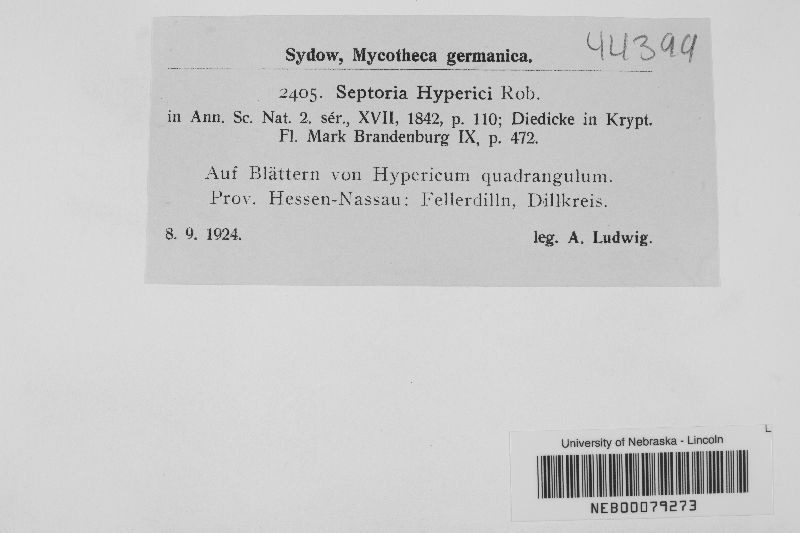 Sydow, Mycotheca germanica.
44399
2405. Septoria Hyperici Rob.
in Ann. Sc. Nat. 2. sér., XVII, 1842, p. 110; Diedicke in Krypt.
Fl. Mark Brandenburg IX, p. 472.
Auf Blättern von Hypericum quadrangulum.
Prov. Hessen-Nassau: Fellerdilln, Dillkreis.
8. 9. 1924.
leg. A. Ludwig.
University of Nebraska - Lincoln
NEB00079273